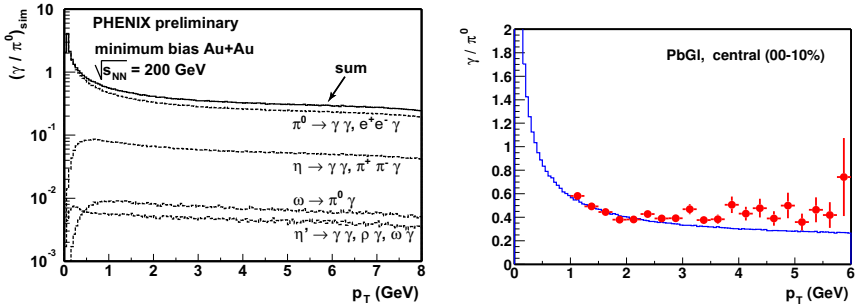 PHENIX preliminary
minimum bias Au+Au
√s_NN = 200 GeV
sum
π⁰ → γ γ, e⁺e⁻ γ
η → γ γ, π⁺ π⁻ γ
ω → π⁰ γ
η' → γ γ, ρ γ, ω γ
(γ / π⁰)_sim
10
1
10⁻¹
10⁻²
10⁻³
0 1 2 3 4 5 6 7 8
p_T (GeV)
PbGl, central (00-10%)
γ / π⁰
2
1.8
1.6
1.4
1.2
1
0.8
0.6
0.4
0.2
0
0 1 2 3 4 5 6
p_T (GeV)